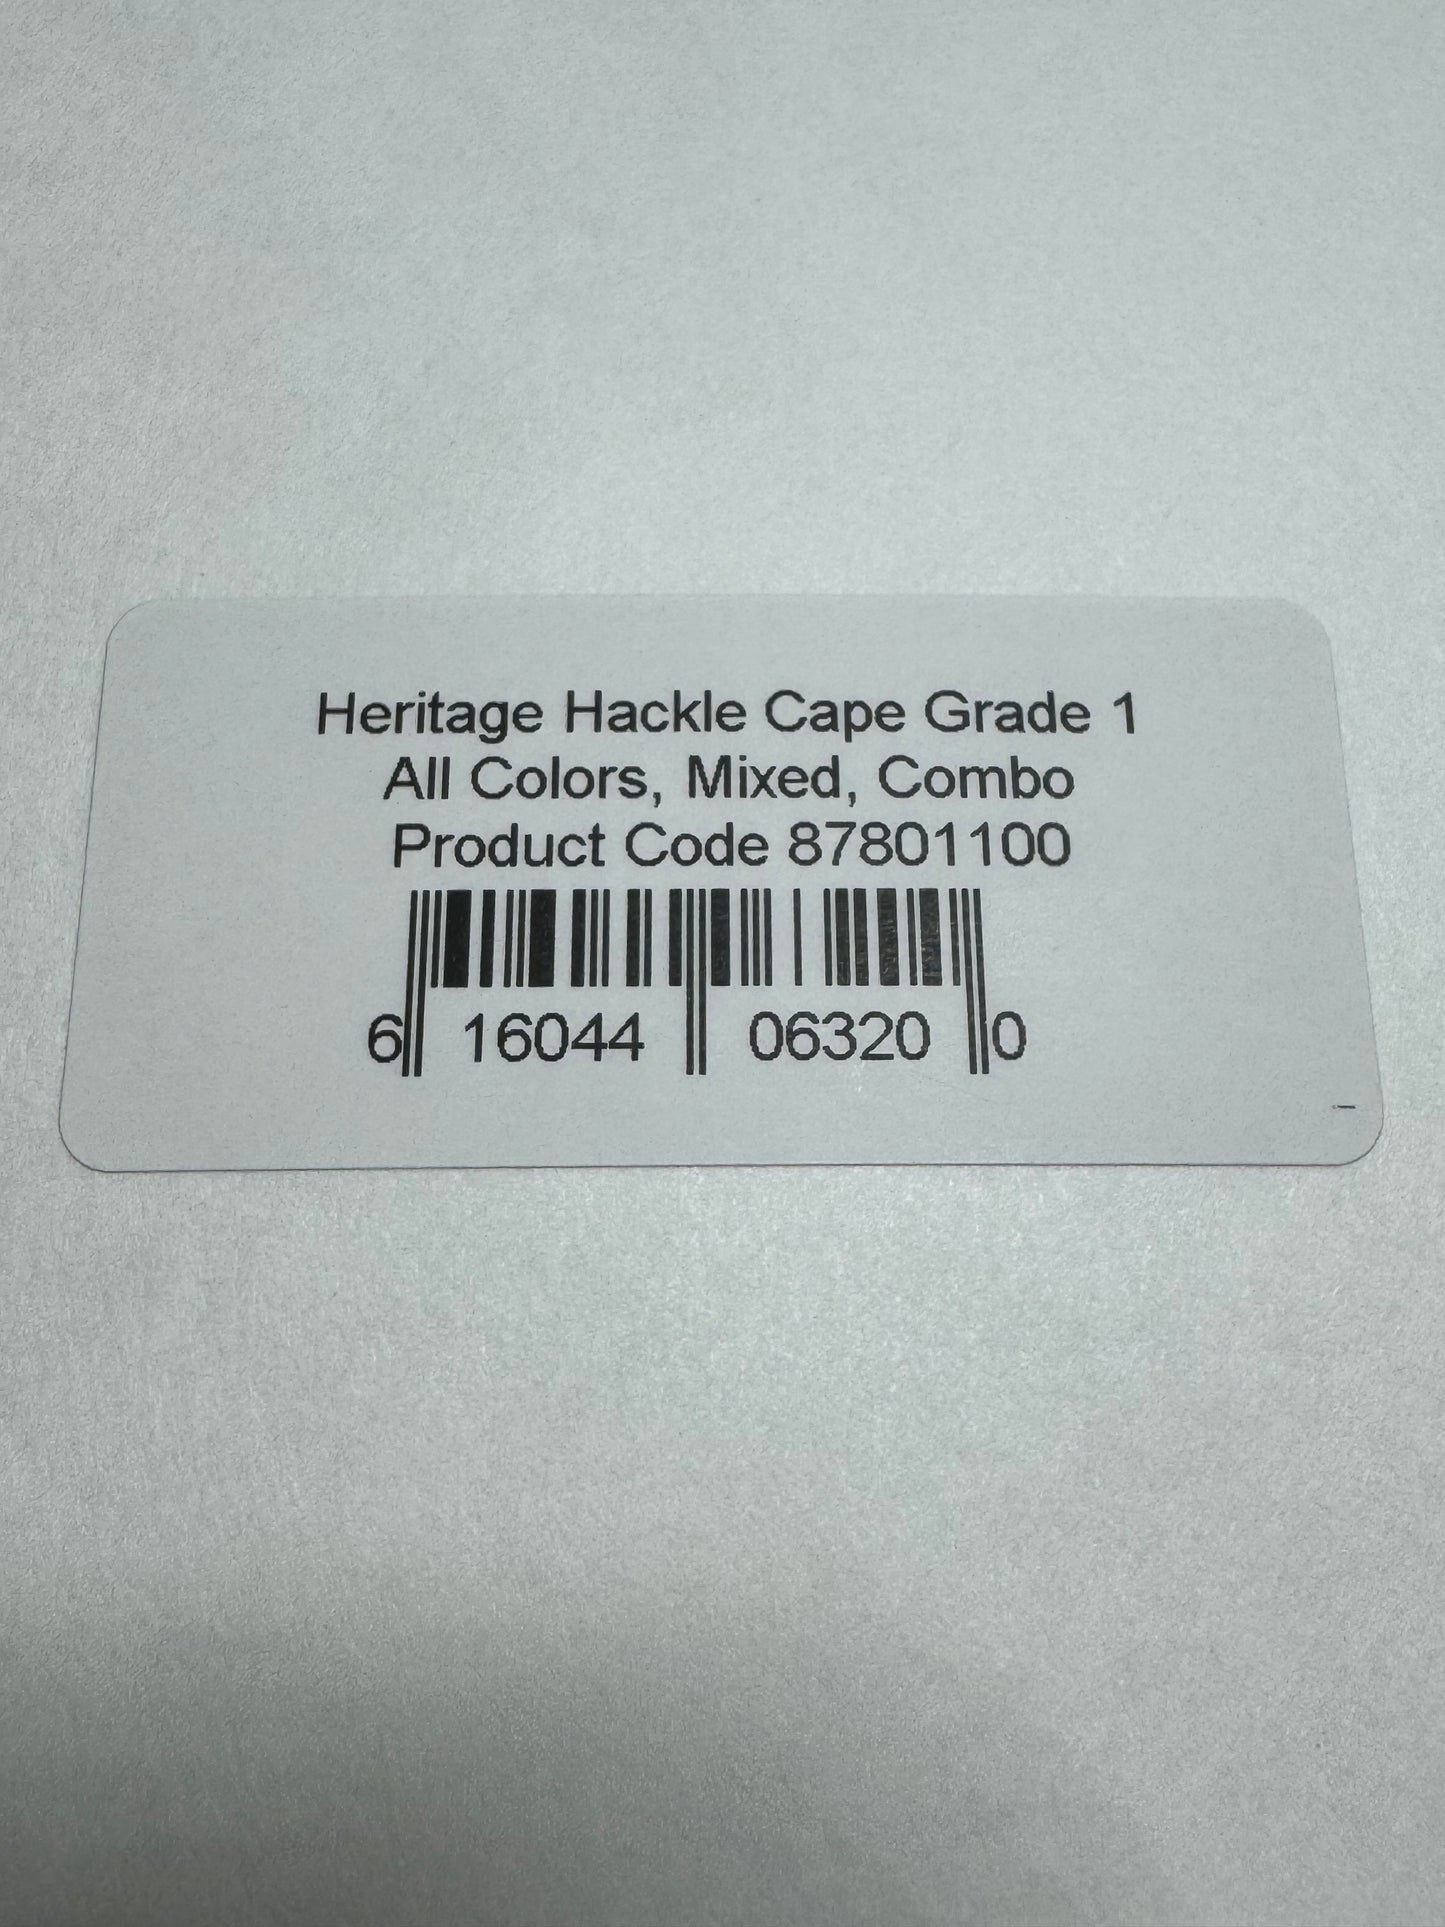 Heritage Hackle Cape Grade 1
All Colors, Mixed, Combo
Product Code 87801100
6 16044 06320 0